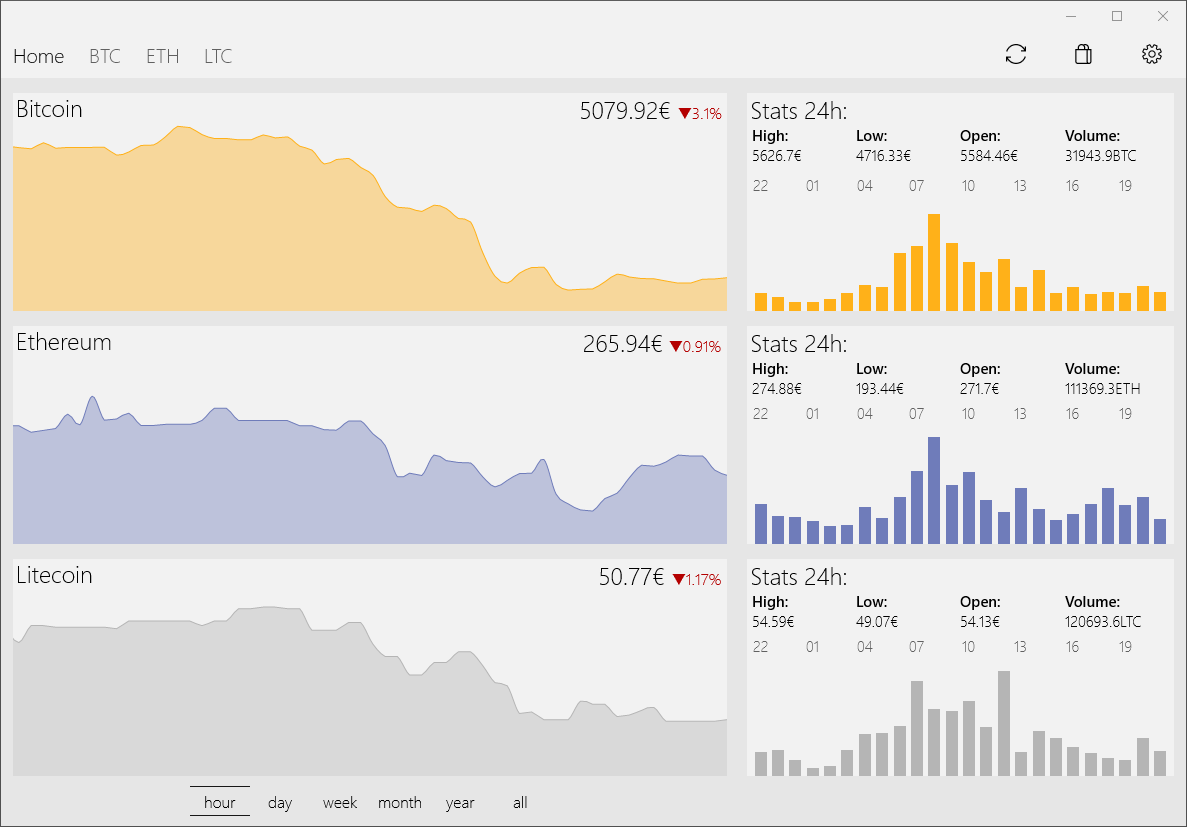 Home BTC ETH LTC
Bitcoin 5079.92€ ▼3.1%
Stats 24h:
High: Low: Open: Volume:
5626.7€ 4716.33€ 5584.46€ 31943.9BTC
22 01 04 07 10 13 16 19
Ethereum 265.94€ ▼0.91%
Stats 24h:
High: Low: Open: Volume:
274.88€ 193.44€ 271.7€ 111369.3ETH
22 01 04 07 10 13 16 19
Litecoin 50.77€ ▼1.17%
Stats 24h:
High: Low: Open: Volume:
54.59€ 49.07€ 54.13€ 120693.6LTC
22 01 04 07 10 13 16 19
hour day week month year all